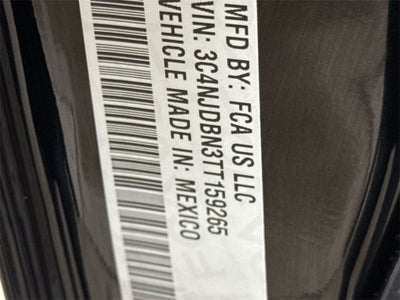 MFD BY: FCA US LLC
VIN: 3C4NJDBN3TT159265
VEHICLE MADE IN: MEXICO